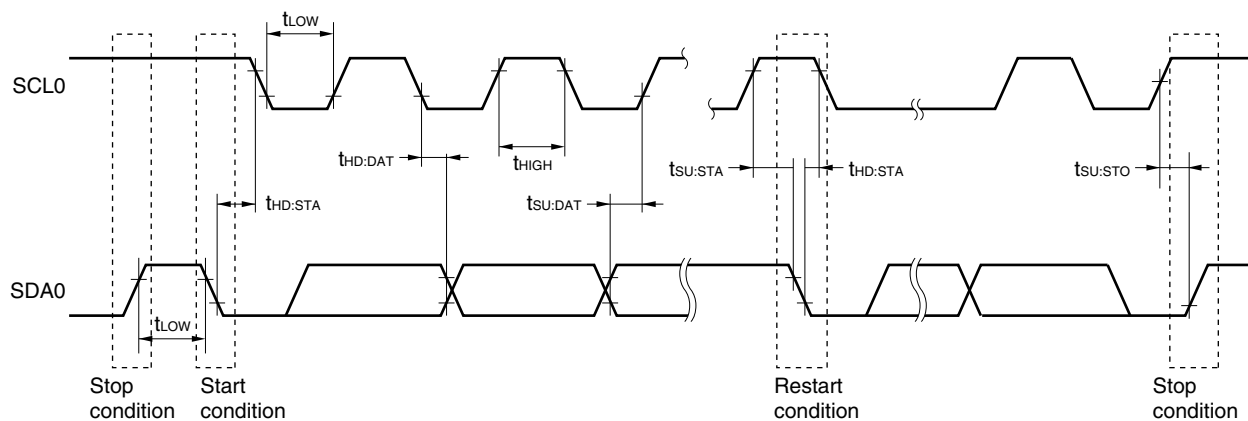 tLOW
SCL0
tHD:DAT
tHIGH
tSU:STA
tHD:STA
tSU:STO
tHD:STA
tSU:DAT
SDA0
tLOW
Stop
condition
Start
condition
Restart
condition
Stop
condition